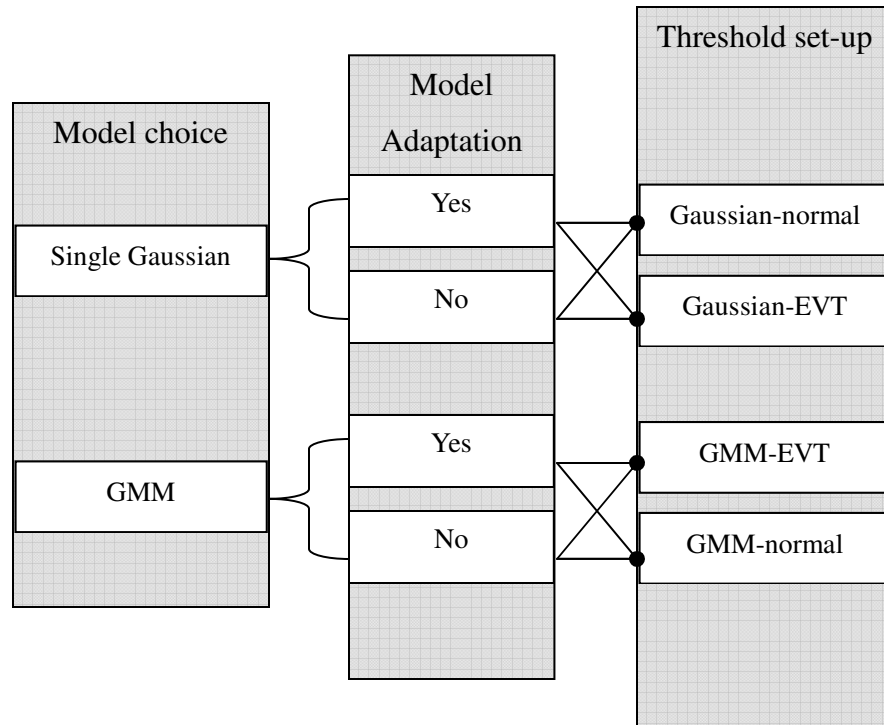 Model choice
Single Gaussian
GMM
Model
Adaptation
Yes
No
Yes
No
Threshold set-up
Gaussian-normal
Gaussian-EVT
GMM-EVT
GMM-normal